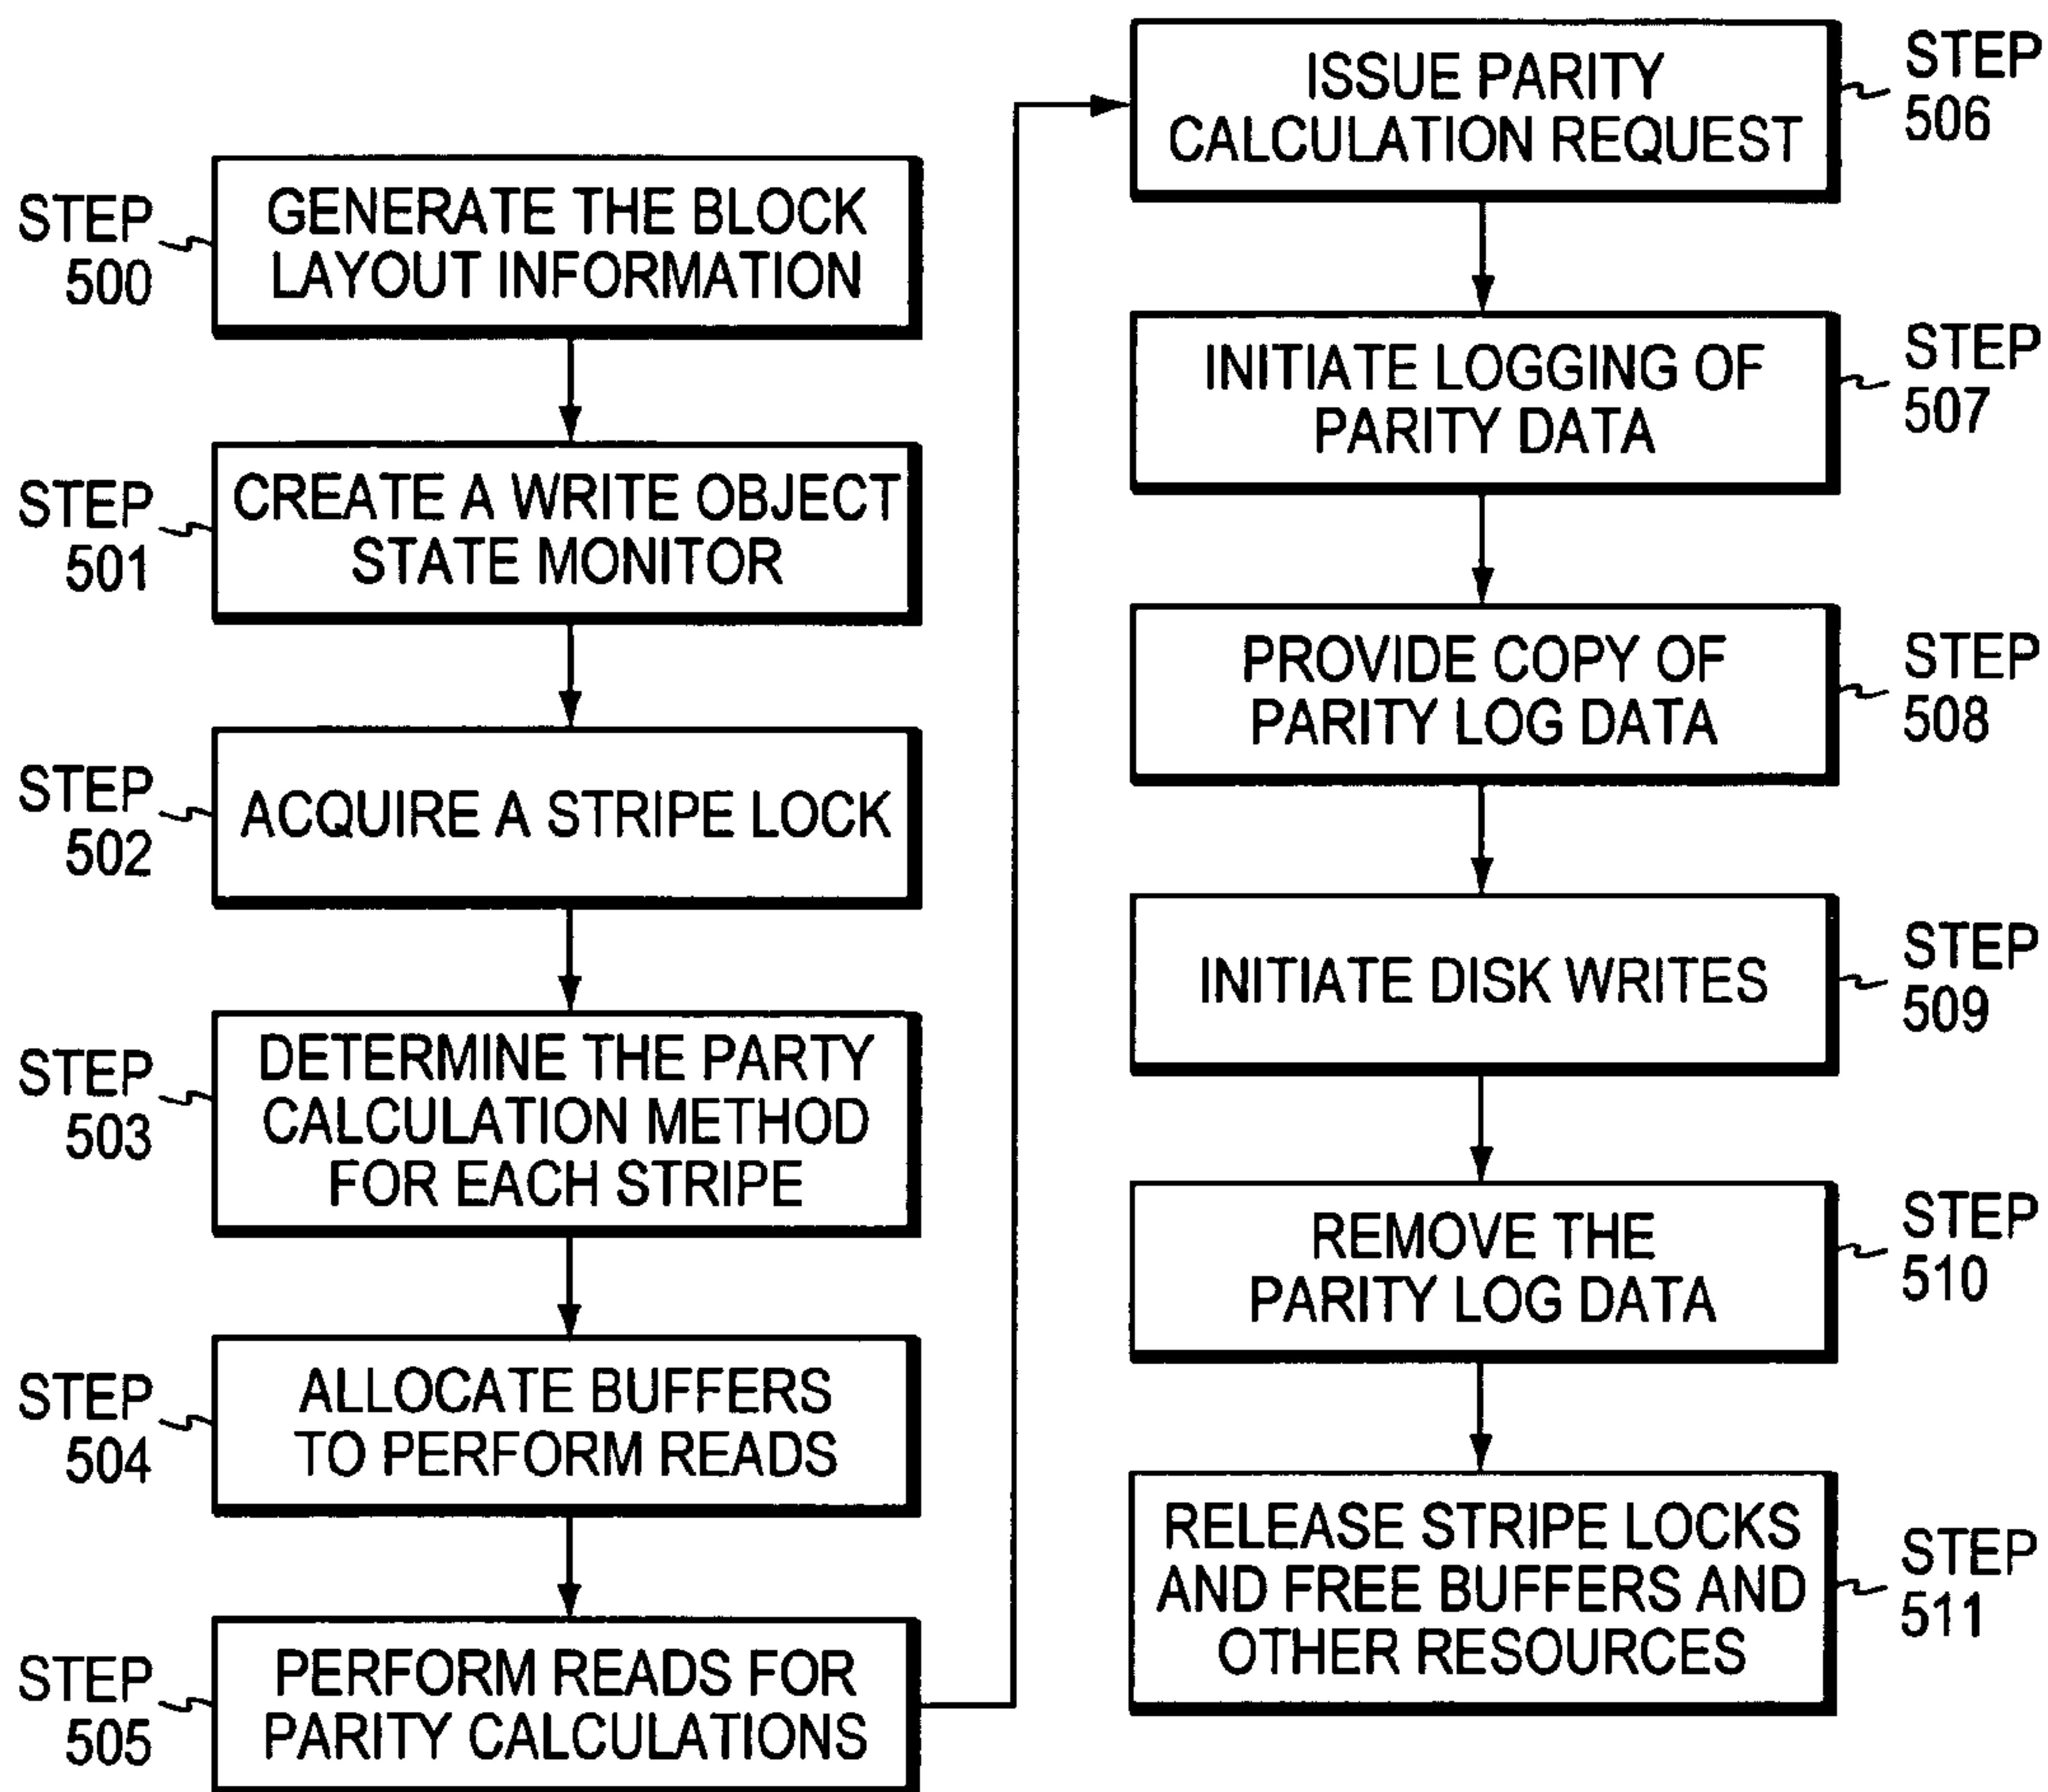 STEP
500
GENERATE THE BLOCK
LAYOUT INFORMATION
STEP
501
CREATE A WRITE OBJECT
STATE MONITOR
STEP
502
ACQUIRE A STRIPE LOCK
STEP
503
DETERMINE THE PARTY
CALCULATION METHOD
FOR EACH STRIPE
STEP
504
ALLOCATE BUFFERS
TO PERFORM READS
STEP
505
PERFORM READS FOR
PARITY CALCULATIONS
ISSUE PARITY
CALCULATION REQUEST
STEP
506
INITIATE LOGGING OF
PARITY DATA
STEP
507
PROVIDE COPY OF
PARITY LOG DATA
STEP
508
INITIATE DISK WRITES
STEP
509
REMOVE THE
PARITY LOG DATA
STEP
510
RELEASE STRIPE LOCKS
AND FREE BUFFERS AND
OTHER RESOURCES
STEP
511